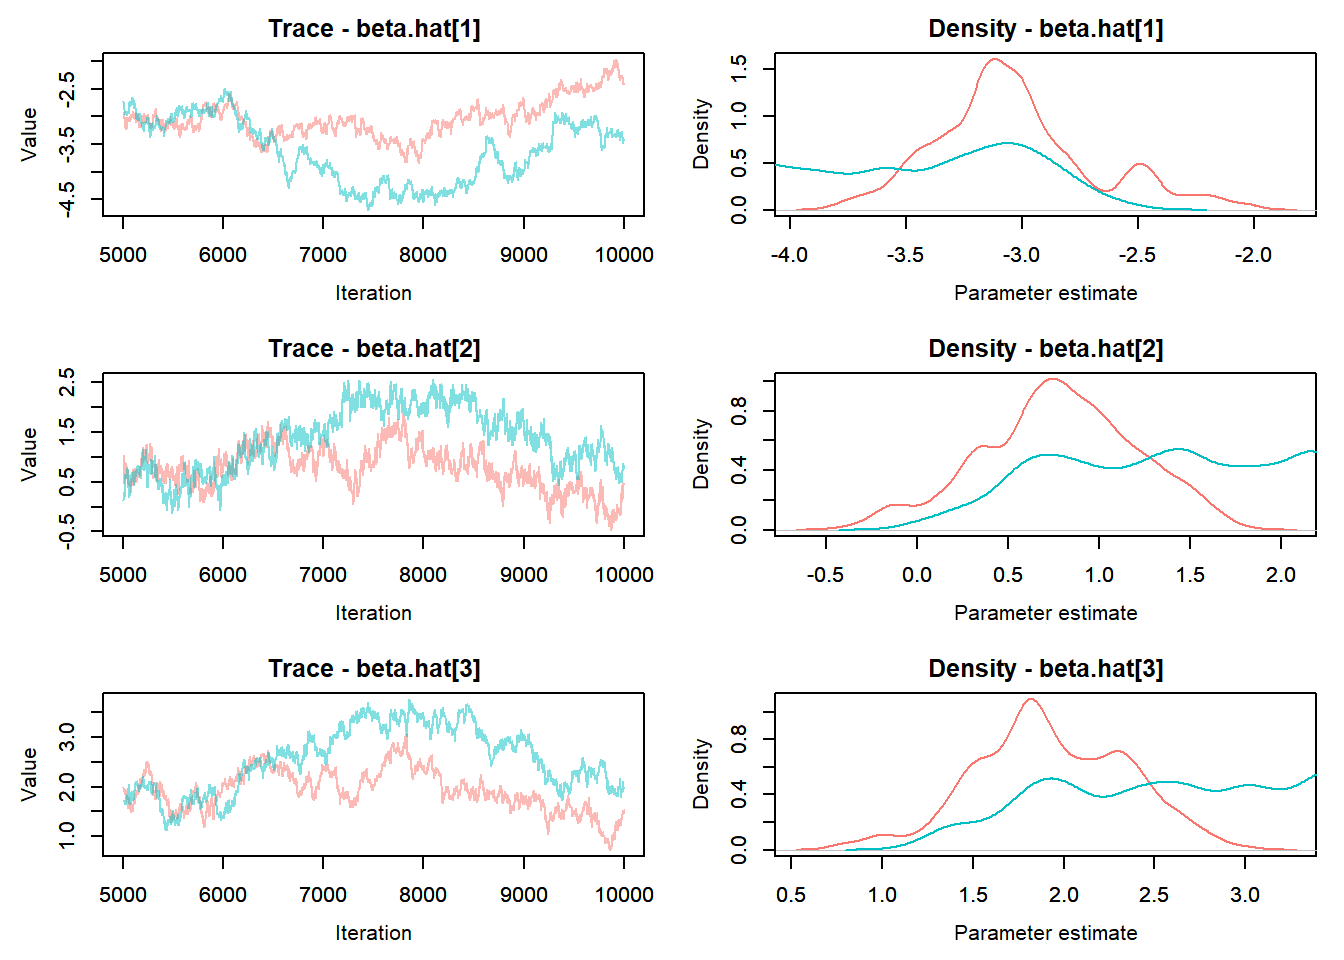 Trace - beta.hat[1]
Value
-4.5 -3.5 -2.5
5000 6000 7000 8000 9000 10000
Iteration
Density - beta.hat[1]
Density
0.0 0.5 1.0 1.5
-4.0 -3.5 -3.0 -2.5 -2.0
Parameter estimate
Trace - beta.hat[2]
Value
-0.5 0.5 1.5 2.5
5000 6000 7000 8000 9000 10000
Iteration
Density - beta.hat[2]
Density
0.0 0.4 0.8
-0.5 0.0 0.5 1.0 1.5 2.0
Parameter estimate
Trace - beta.hat[3]
Value
1.0 2.0 3.0
5000 6000 7000 8000 9000 10000
Iteration
Density - beta.hat[3]
Density
0.0 0.4 0.8
0.5 1.0 1.5 2.0 2.5 3.0
Parameter estimate